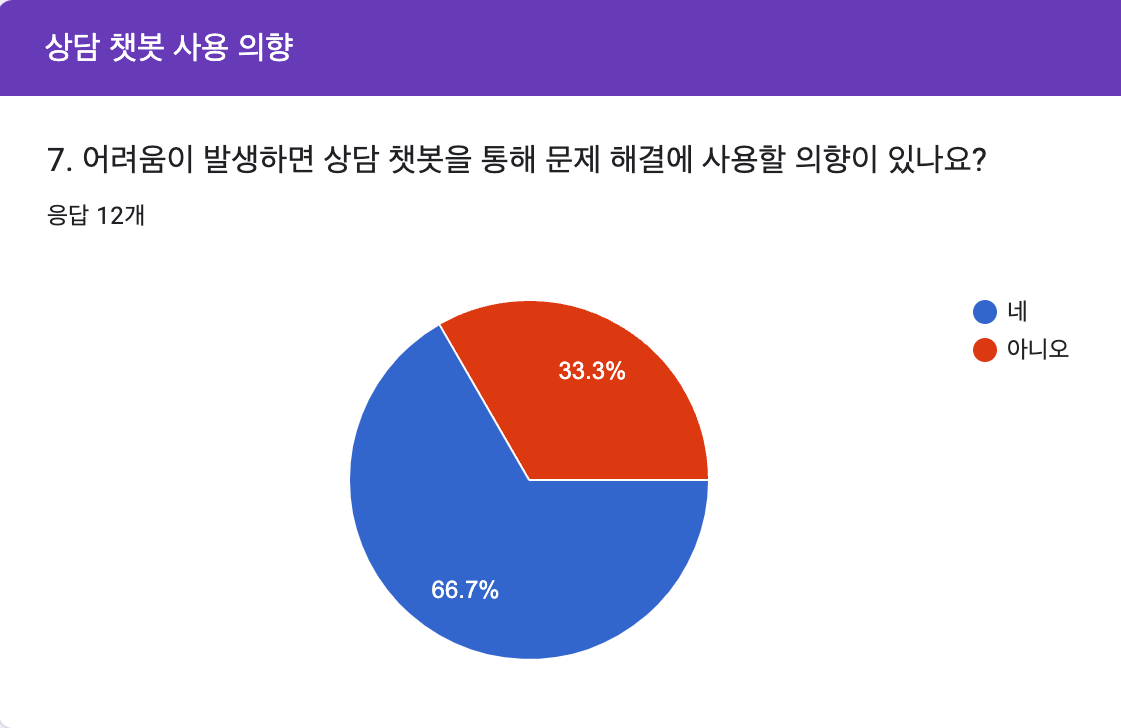 상담 챗봇 사용 의향
7. 어려움이 발생하면 상담 챗봇을 통해 문제 해결에 사용할 의향이 있나요?
응답 12개
네
아니오
33.3%
66.7%